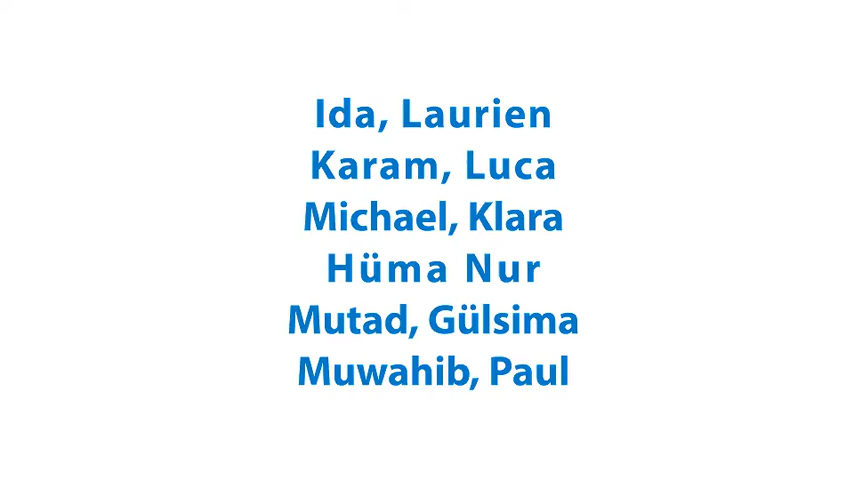 Ida, Laurien
Karam, Luca
Michael, Klara
Hüma Nur
Mutad, Gülsima
Muwahib, Paul